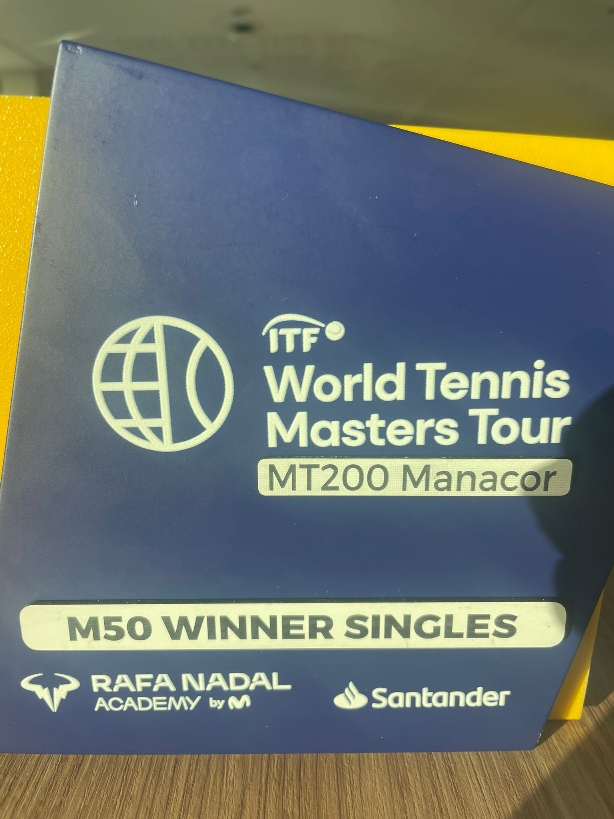 ITF
World Tennis
Masters Tour
MT200 Manacor
M50 WINNER SINGLES
RAFA NADAL
ACADEMY by M
Santander